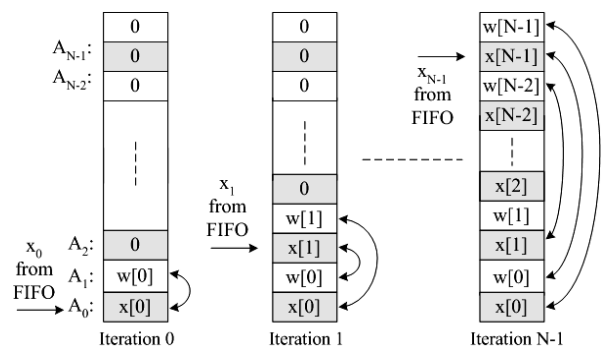 0
A_{N-1}: 0
A_{N-2}: 0
A_2: 0
A_1: w[0]
A_0: x[0]
x_0
from
FIFO
Iteration 0
0
0
0
0
w[1]
x[1]
w[0]
x[0]
x_1
from
FIFO
Iteration 1
w[N-1]
x[N-1]
w[N-2]
x[N-2]
x[2]
w[1]
x[1]
w[0]
x[0]
x_{N-1}
from
FIFO
Iteration N-1